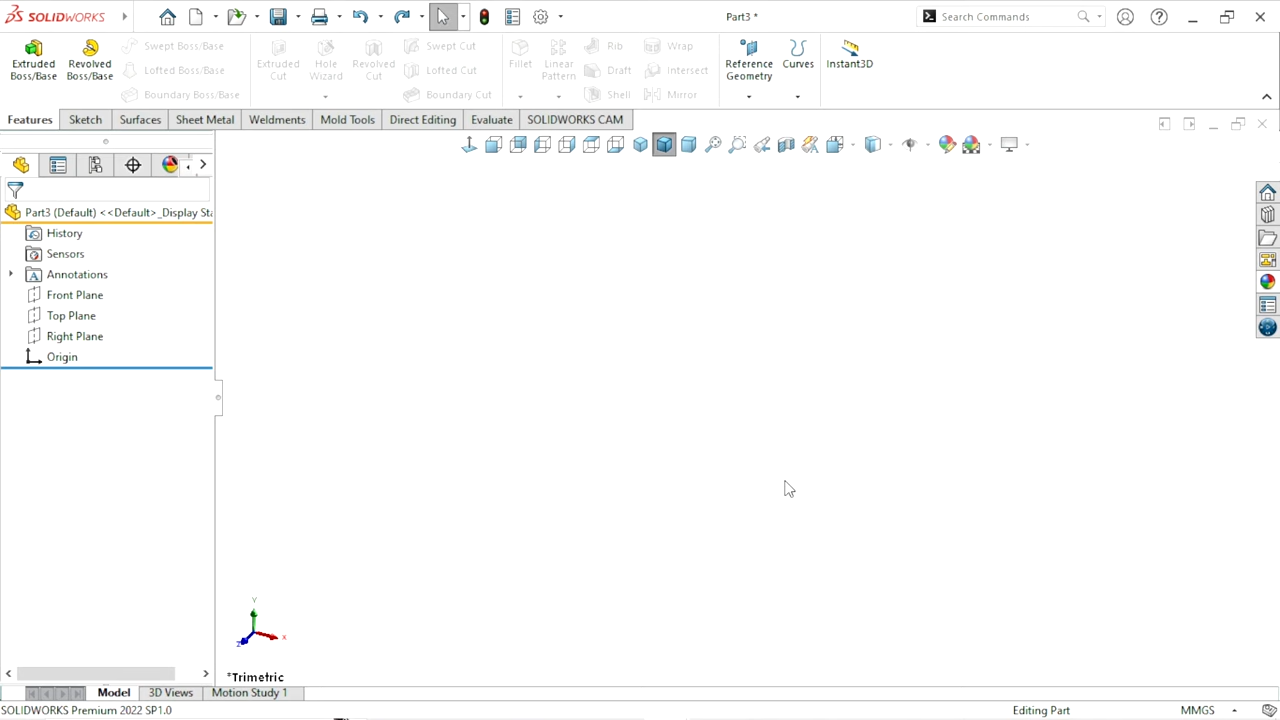 SOLIDWORKS
Part3 *
Search Commands
Extruded Boss/Base
Revolved Boss/Base
Swept Boss/Base
Lofted Boss/Base
Boundary Boss/Base
Extruded Cut
Hole Wizard
Revolved Cut
Swept Cut
Lofted Cut
Boundary Cut
Fillet
Linear Pattern
Rib
Draft
Shell
Wrap
Intersect
Mirror
Reference Geometry
Curves
Instant3D
Features
Sketch
Surfaces
Sheet Metal
Weldments
Mold Tools
Direct Editing
Evaluate
SOLIDWORKS CAM
Part3 (Default) <<Default>_Display Sta
History
Sensors
Annotations
Front Plane
Top Plane
Right Plane
Origin
Y
X
Z
*Trimetric
Model
3D Views
Motion Study 1
SOLIDWORKS Premium 2022 SP1.0
Editing Part
MMGS